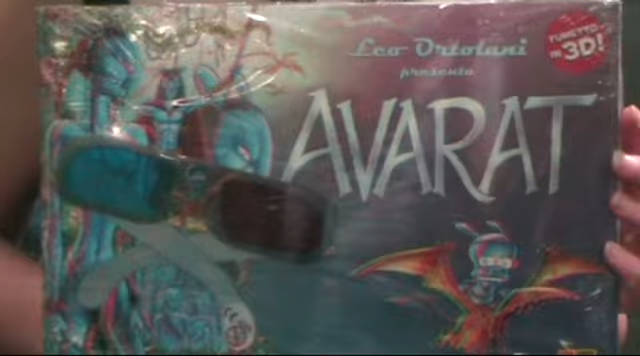 Leo Ortolani
presenta
AVARAT
FUMETTO
IN 3D!